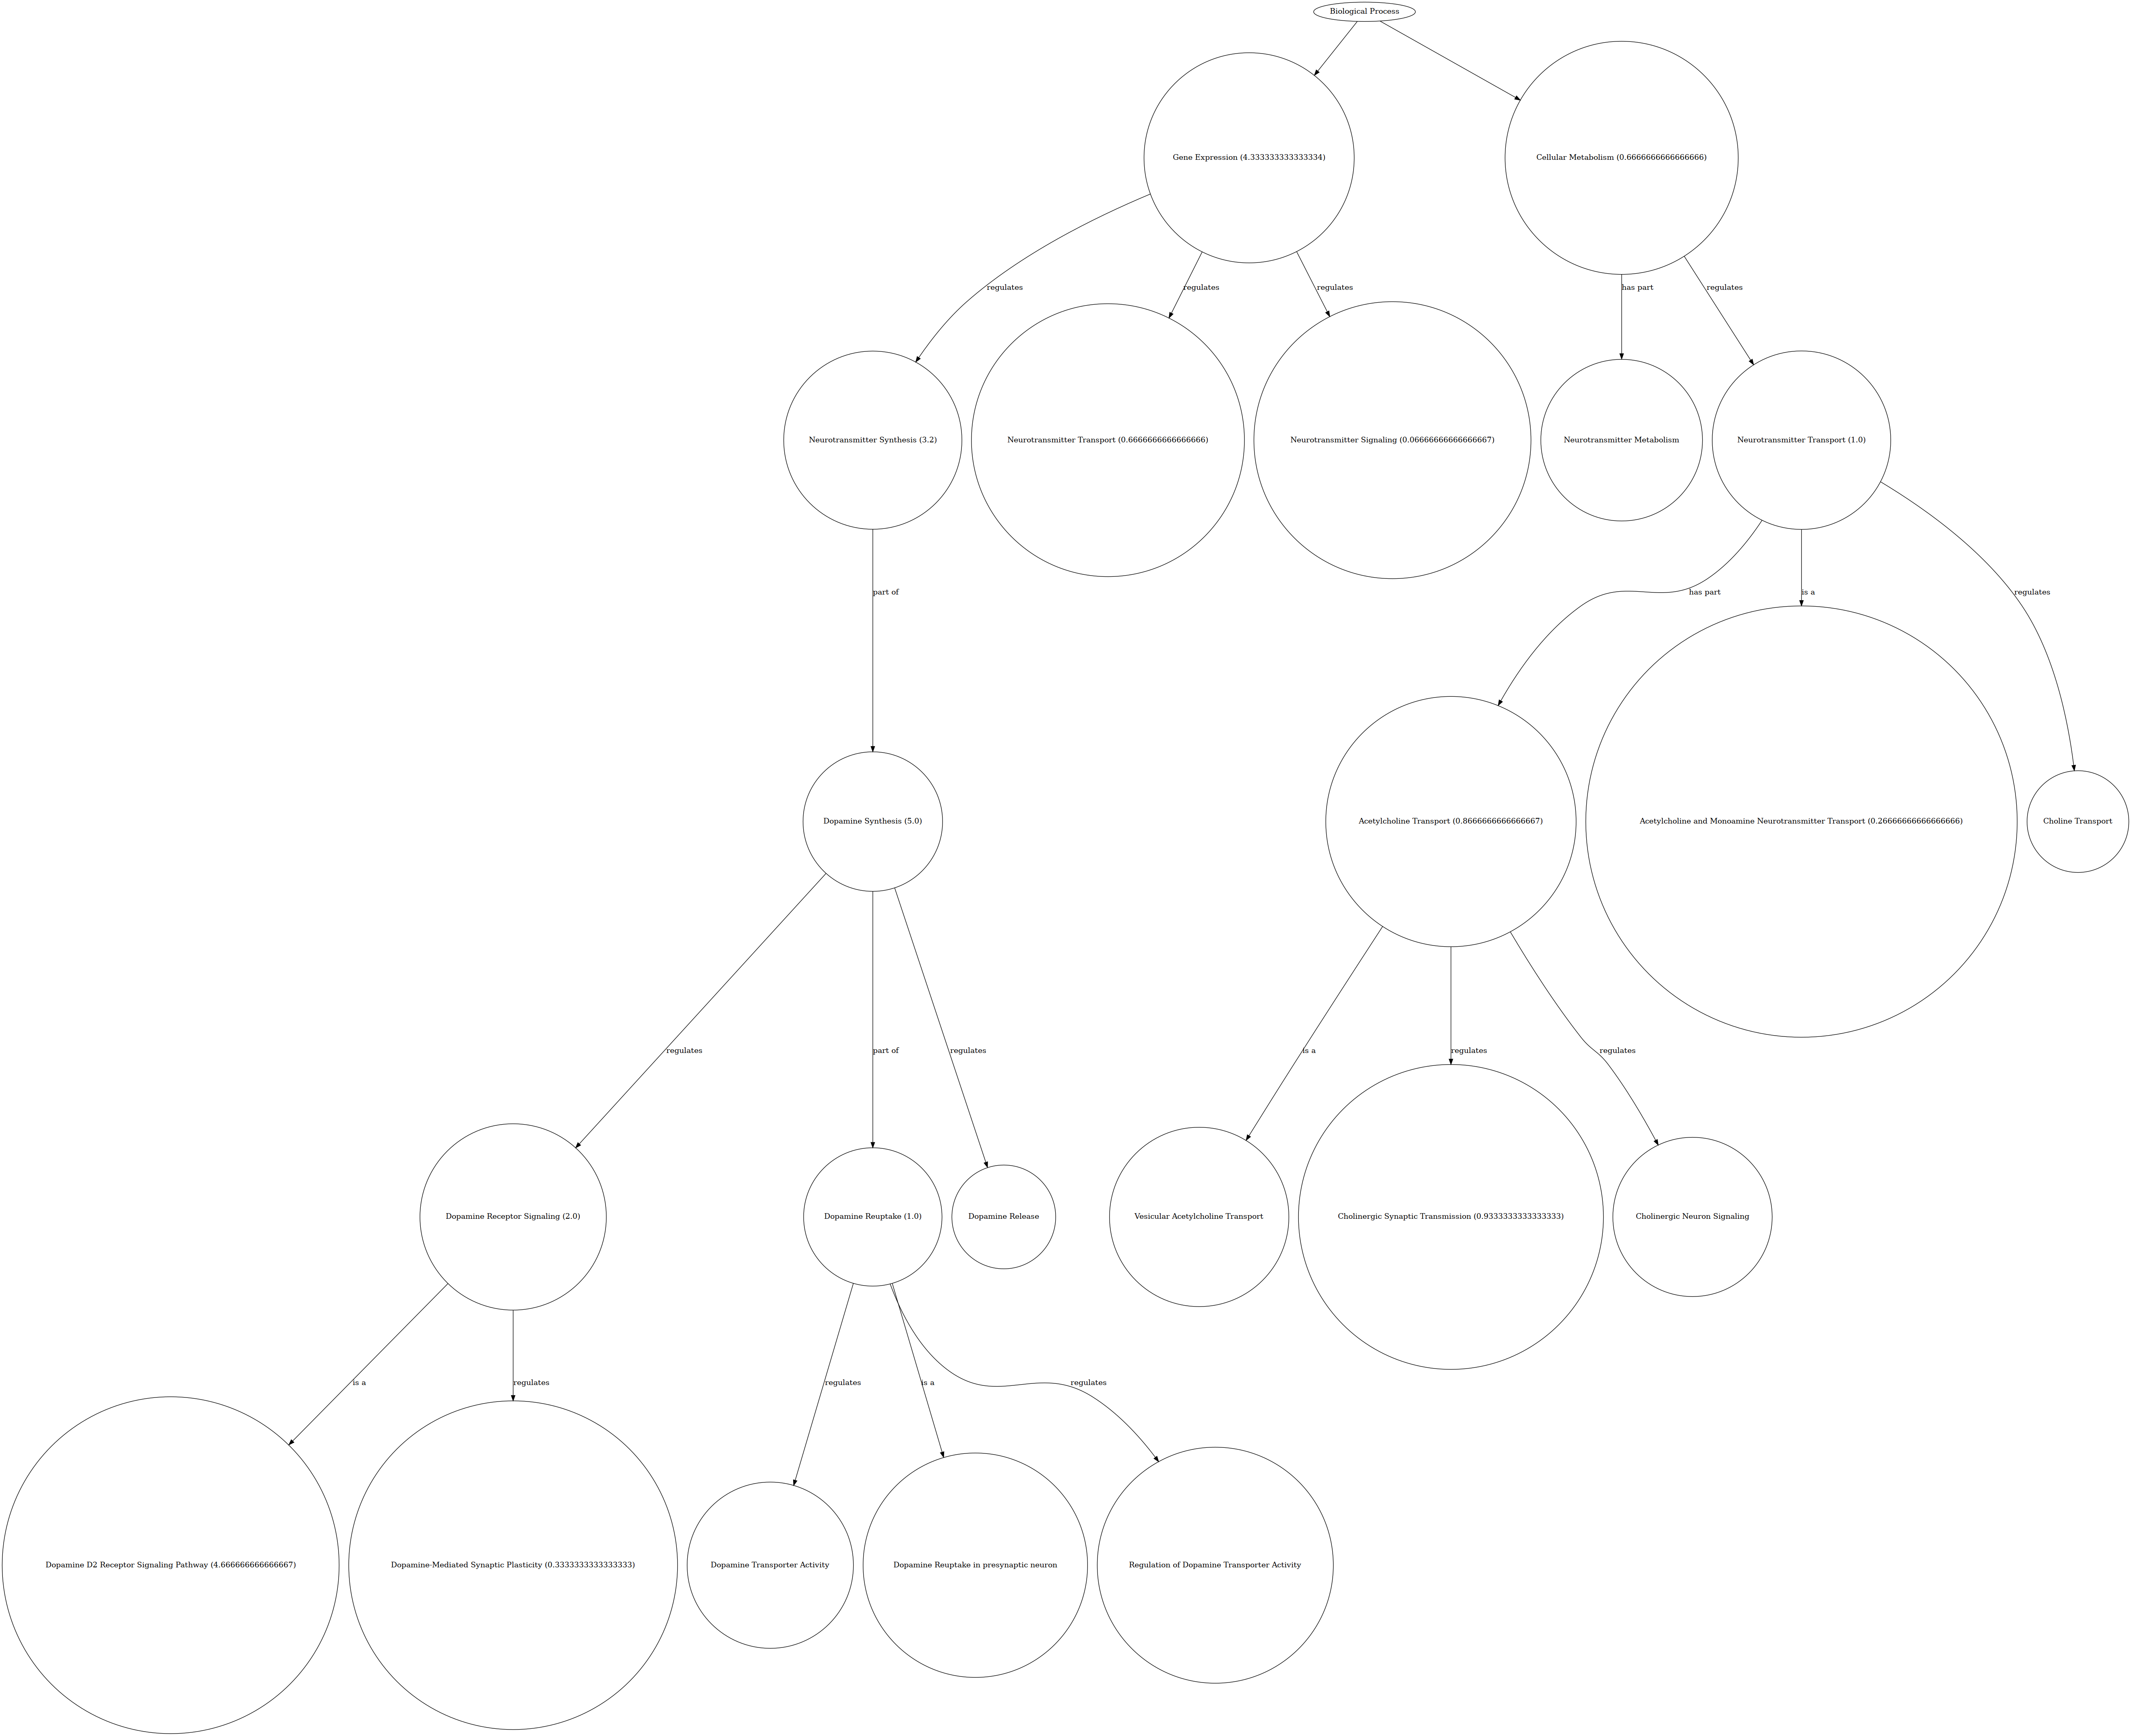 Biological Process
Gene Expression (4.333333333333334)
Cellular Metabolism (0.6666666666666666)
regulates
regulates
regulates
has part
regulates
Neurotransmitter Synthesis (3.2)
Neurotransmitter Transport (0.6666666666666666)
Neurotransmitter Signaling (0.06666666666666667)
Neurotransmitter Metabolism
Neurotransmitter Transport (1.0)
part of
has part
is a
regulates
Dopamine Synthesis (5.0)
Acetylcholine Transport (0.8666666666666667)
Acetylcholine and Monoamine Neurotransmitter Transport (0.26666666666666666)
Choline Transport
regulates
part of
regulates
is a
regulates
regulates
Dopamine Receptor Signaling (2.0)
Dopamine Reuptake (1.0)
Dopamine Release
Vesicular Acetylcholine Transport
Cholinergic Synaptic Transmission (0.9333333333333333)
Cholinergic Neuron Signaling
is a
regulates
regulates
is a
regulates
Dopamine D2 Receptor Signaling Pathway (4.666666666666667)
Dopamine-Mediated Synaptic Plasticity (0.3333333333333333)
Dopamine Transporter Activity
Dopamine Reuptake in presynaptic neuron
Regulation of Dopamine Transporter Activity